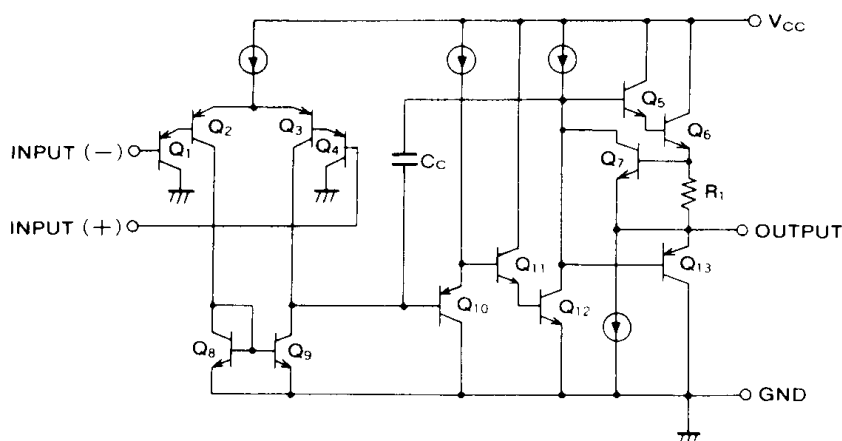 VCC
Q5
Q6
Q2
Q3
INPUT (−)
Q1
Q4
CC
Q7
R1
INPUT (+)
OUTPUT
Q11
Q13
Q10
Q12
Q8
Q9
GND